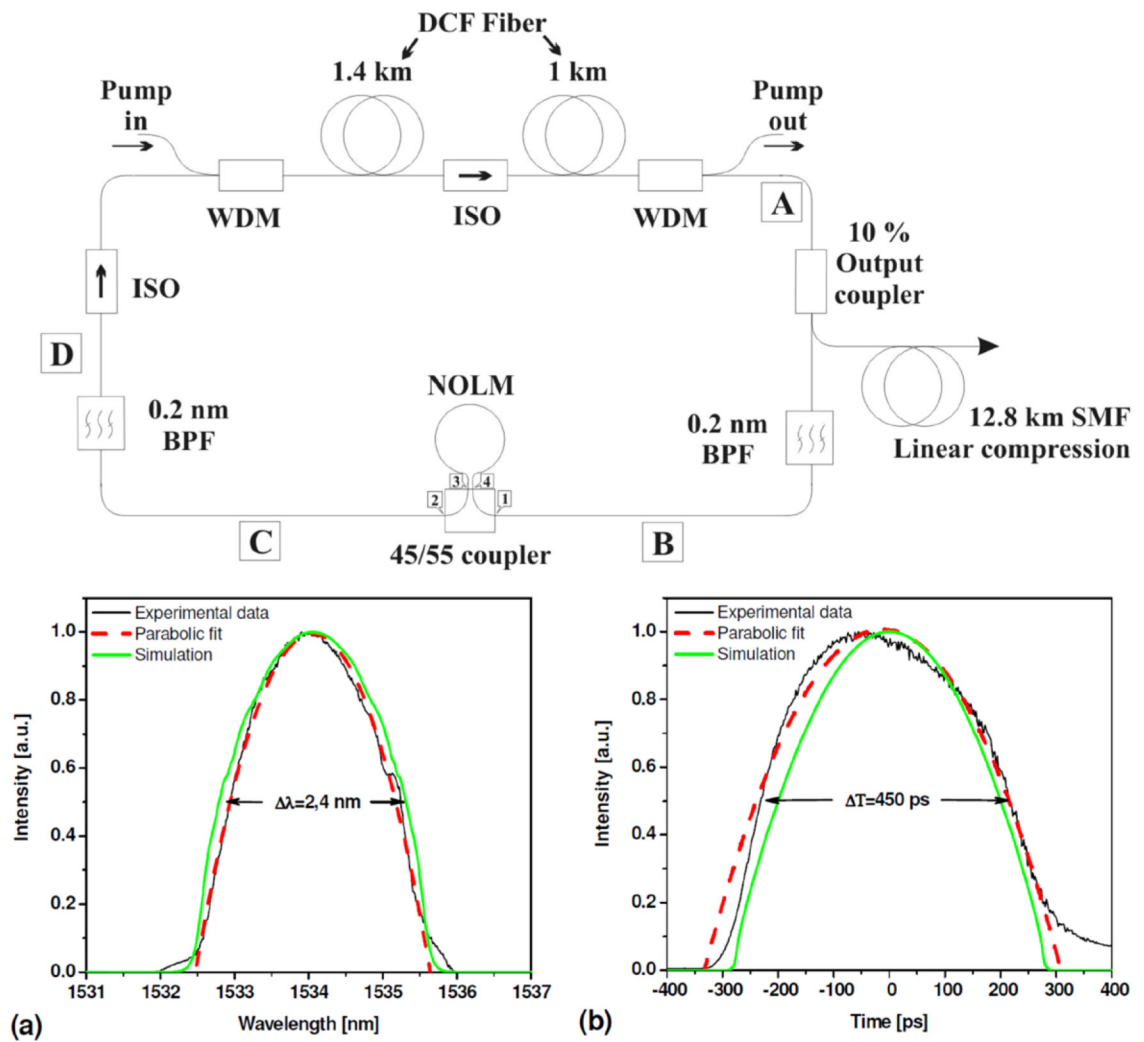 DCF Fiber
1.4 km
1 km
Pump
in
Pump
out
WDM
ISO
WDM
A
10 %
Output
coupler
ISO
D
NOLM
0.2 nm
BPF
0.2 nm
BPF
12.8 km SMF
Linear compression
3 4
2 1
C
B
45/55 coupler
Experimental data
Parabolic fit
Simulation
1.0
0.8
0.6
0.4
0.2
0.0
Intensity [a.u.]
Δλ=2,4 nm
1531 1532 1533 1534 1535 1536 1537
Wavelength [nm]
(a)
Experimental data
Parabolic fit
Simulation
1.0
0.8
0.6
0.4
0.2
0.0
Intensity [a.u.]
ΔT=450 ps
-400 -300 -200 -100 0 100 200 300 400
Time [ps]
(b)